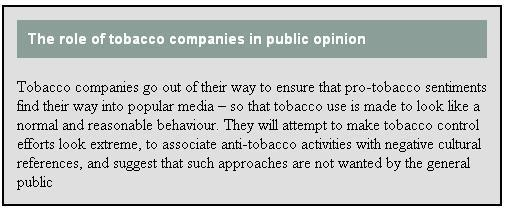 The role of tobacco companies in public opinion
Tobacco companies go out of their way to ensure that pro-tobacco sentiments
find their way into popular media – so that tobacco use is made to look like a
normal and reasonable behaviour. They will attempt to make tobacco control
efforts look extreme, to associate anti-tobacco activities with negative cultural
references, and suggest that such approaches are not wanted by the general
public